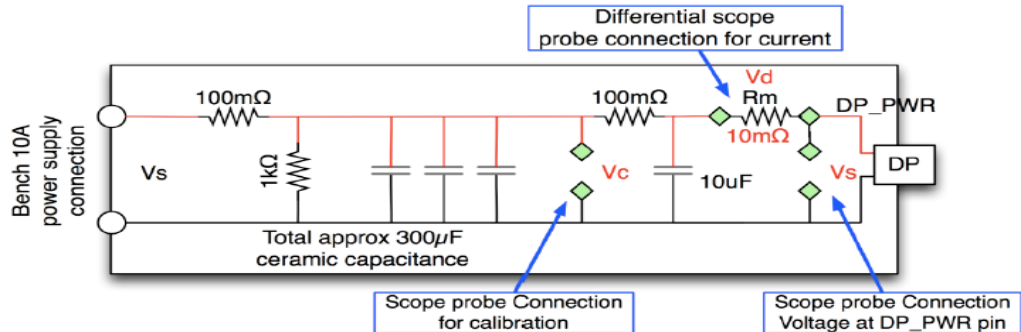 Differential scope
probe connection for current
Bench 10A
power supply
connection
100mΩ
100mΩ
Vd
Rm
10mΩ
DP_PWR
Vs
1kΩ
Vc
10uF
Vs
DP
Total approx 300µF
ceramic capacitance
Scope probe Connection
for calibration
Scope probe Connection
Voltage at DP_PWR pin